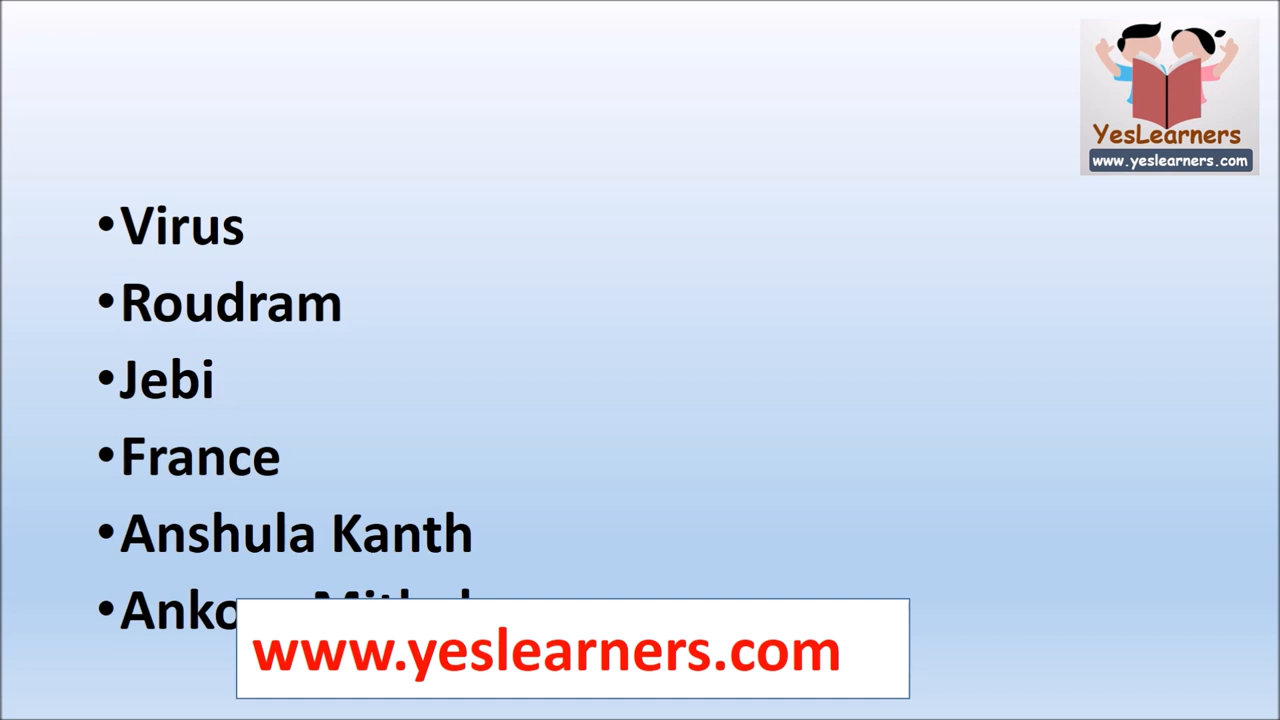 YesLearners
www.yeslearners.com
•Virus
•Roudram
•Jebi
•France
•Anshula Kanth
www.yeslearners.com